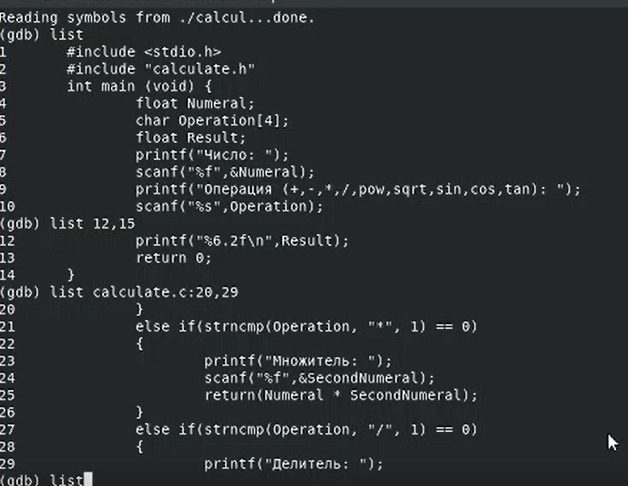 Reading symbols from ./calcul...done.
(gdb) list
1 #include <stdio.h>
2 #include "calculate.h"
3 int main (void) {
4 float Numeral;
5 char Operation[4];
6 float Result;
7 printf("Число: ");
8 scanf("%f",&Numeral);
9 printf("Операция (+,-,*,/,pow,sqrt,sin,cos,tan): ");
10 scanf("%s",Operation);
(gdb) list 12,15
12 printf("%6.2f\n",Result);
13 return 0;
14 }
(gdb) list calculate.c:20,29
20 }
21 else if(strncmp(Operation, "*", 1) == 0)
22 {
23 printf("Множитель: ");
24 scanf("%f",&SecondNumeral);
25 return(Numeral * SecondNumeral);
26 }
27 else if(strncmp(Operation, "/", 1) == 0)
28 {
29 printf("Делитель: ");
(gdb) list